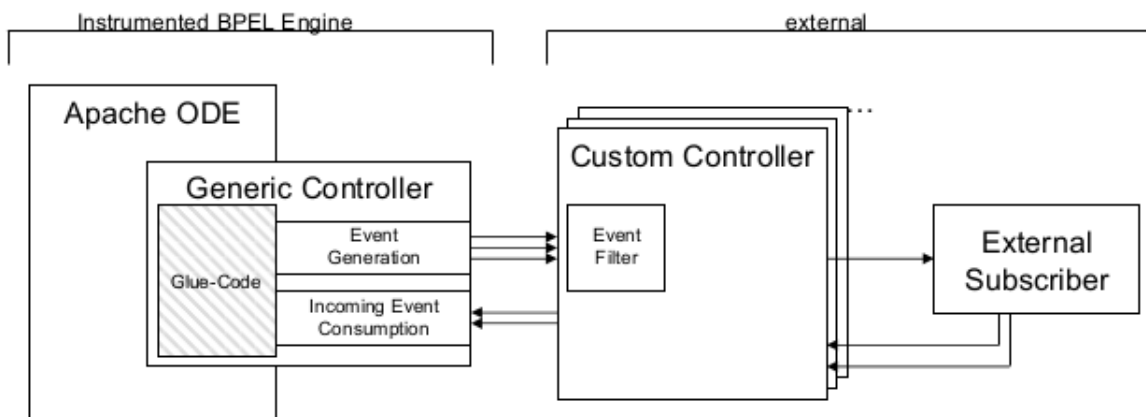 Instrumented BPEL Engine
external
Apache ODE
...
Custom Controller
Generic Controller
Event
Generation
Event
Filter
External
Subscriber
Glue-Code
Incoming Event
Consumption